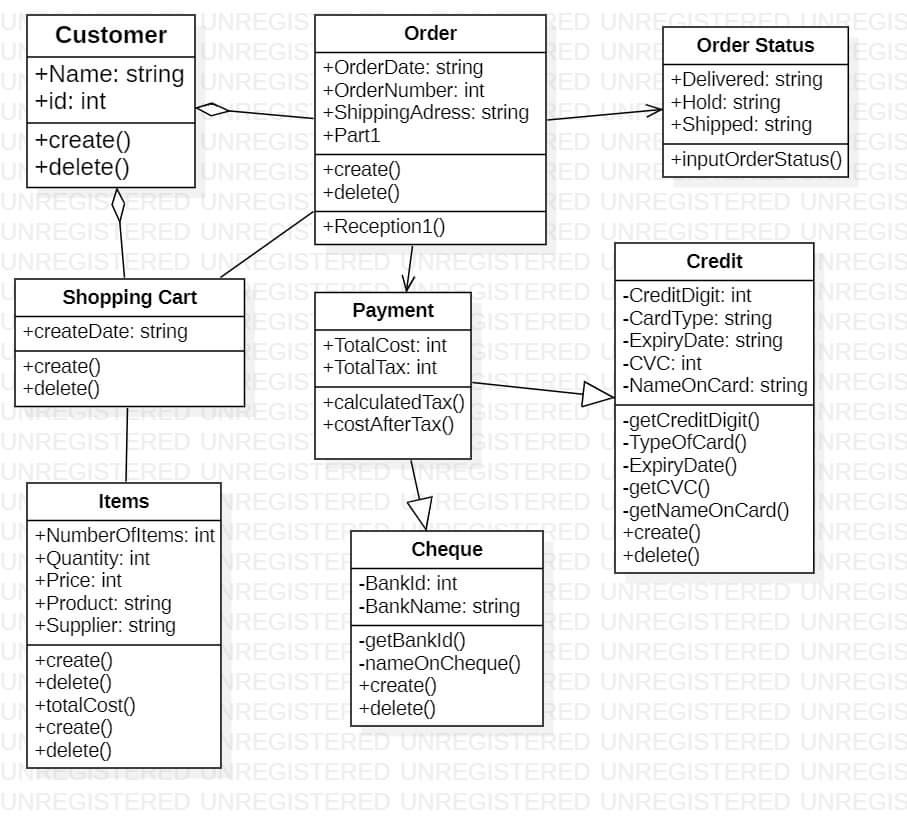 Customer
+Name: string
+id: int
+create()
+delete()
Order
+OrderDate: string
+OrderNumber: int
+ShippingAdress: string
+Part1
+create()
+delete()
+Reception1()
Order Status
+Delivered: string
+Hold: string
+Shipped: string
+inputOrderStatus()
Shopping Cart
+createDate: string
+create()
+delete()
Payment
+TotalCost: int
+TotalTax: int
+calculatedTax()
+costAfterTax()
Credit
-CreditDigit: int
-CardType: string
-ExpiryDate: string
-CVC: int
-NameOnCard: string
-getCreditDigit()
-TypeOfCard()
-ExpiryDate()
-getCVC()
-getNameOnCard()
+create()
+delete()
Items
+NumberOfItems: int
+Quantity: int
+Price: int
+Product: string
+Supplier: string
+create()
+delete()
+totalCost()
+create()
+delete()
Cheque
-BankId: int
-BankName: string
-getBankId()
-nameOnCheque()
+create()
+delete()
UNREGISTERED UNREGISTERED UNREGISTERED UNREGISTERED